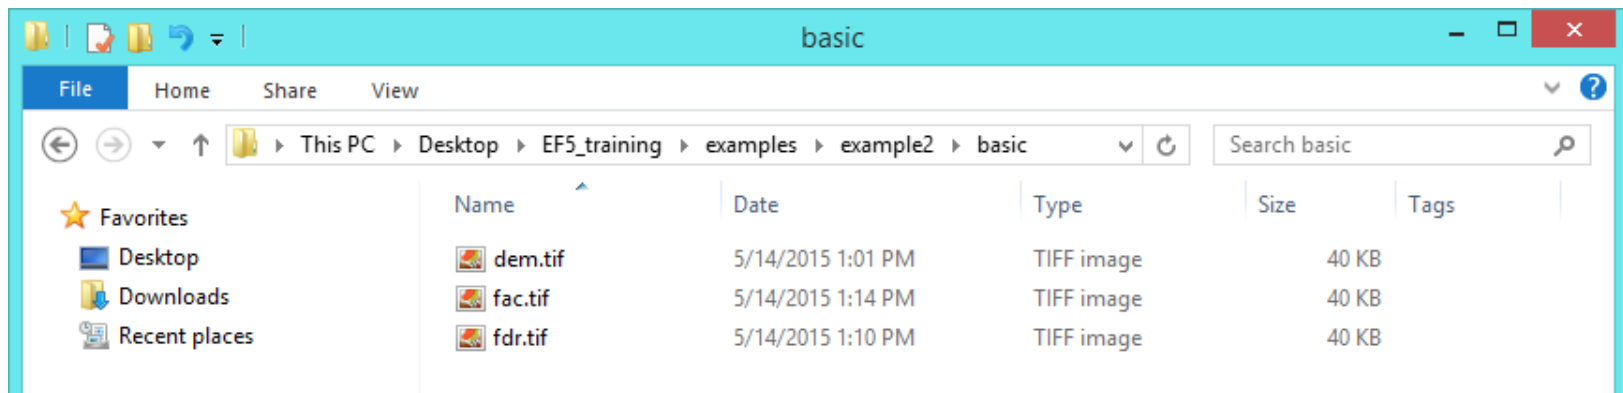 basic
File Home Share View
This PC Desktop EF5_training examples example2 basic Search basic
Favorites
Desktop
Downloads
Recent places
Name Date Type Size Tags
dem.tif 5/14/2015 1:01 PM TIFF image 40 KB
fac.tif 5/14/2015 1:14 PM TIFF image 40 KB
fdr.tif 5/14/2015 1:10 PM TIFF image 40 KB